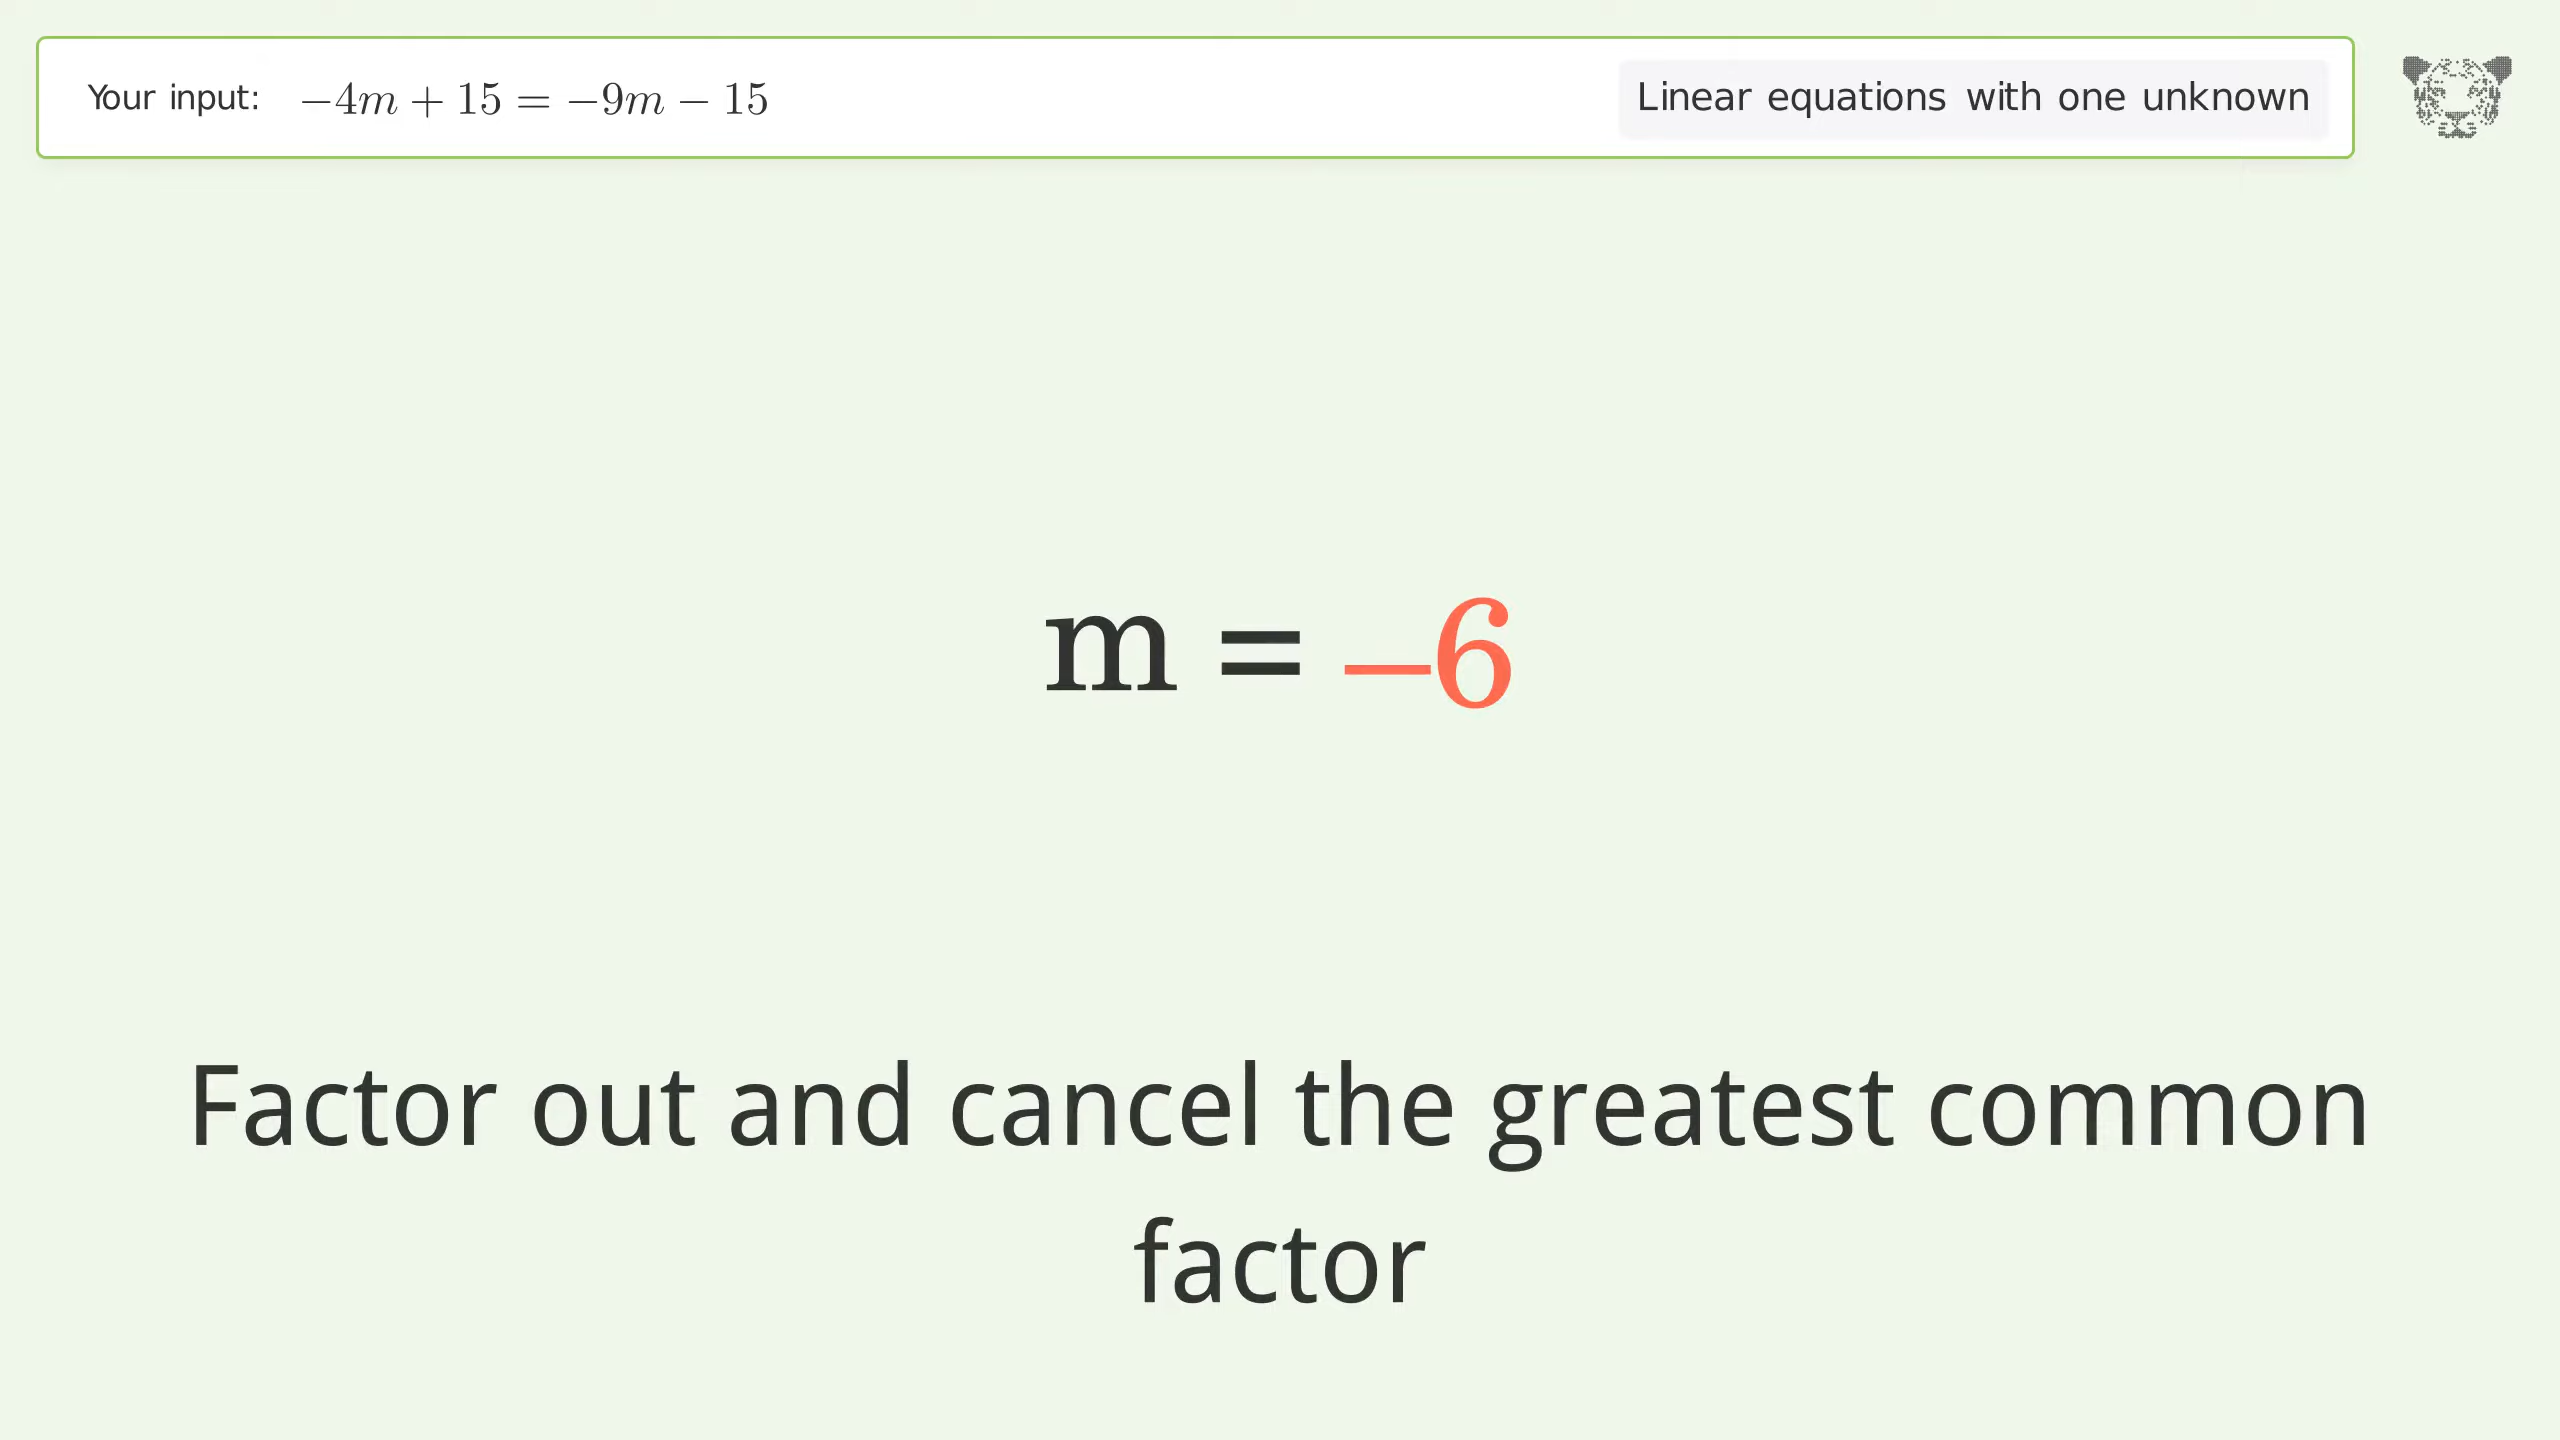 Your input: −4m + 15 = −9m − 15
Linear equations with one unknown
m = −6
Factor out and cancel the greatest common
factor